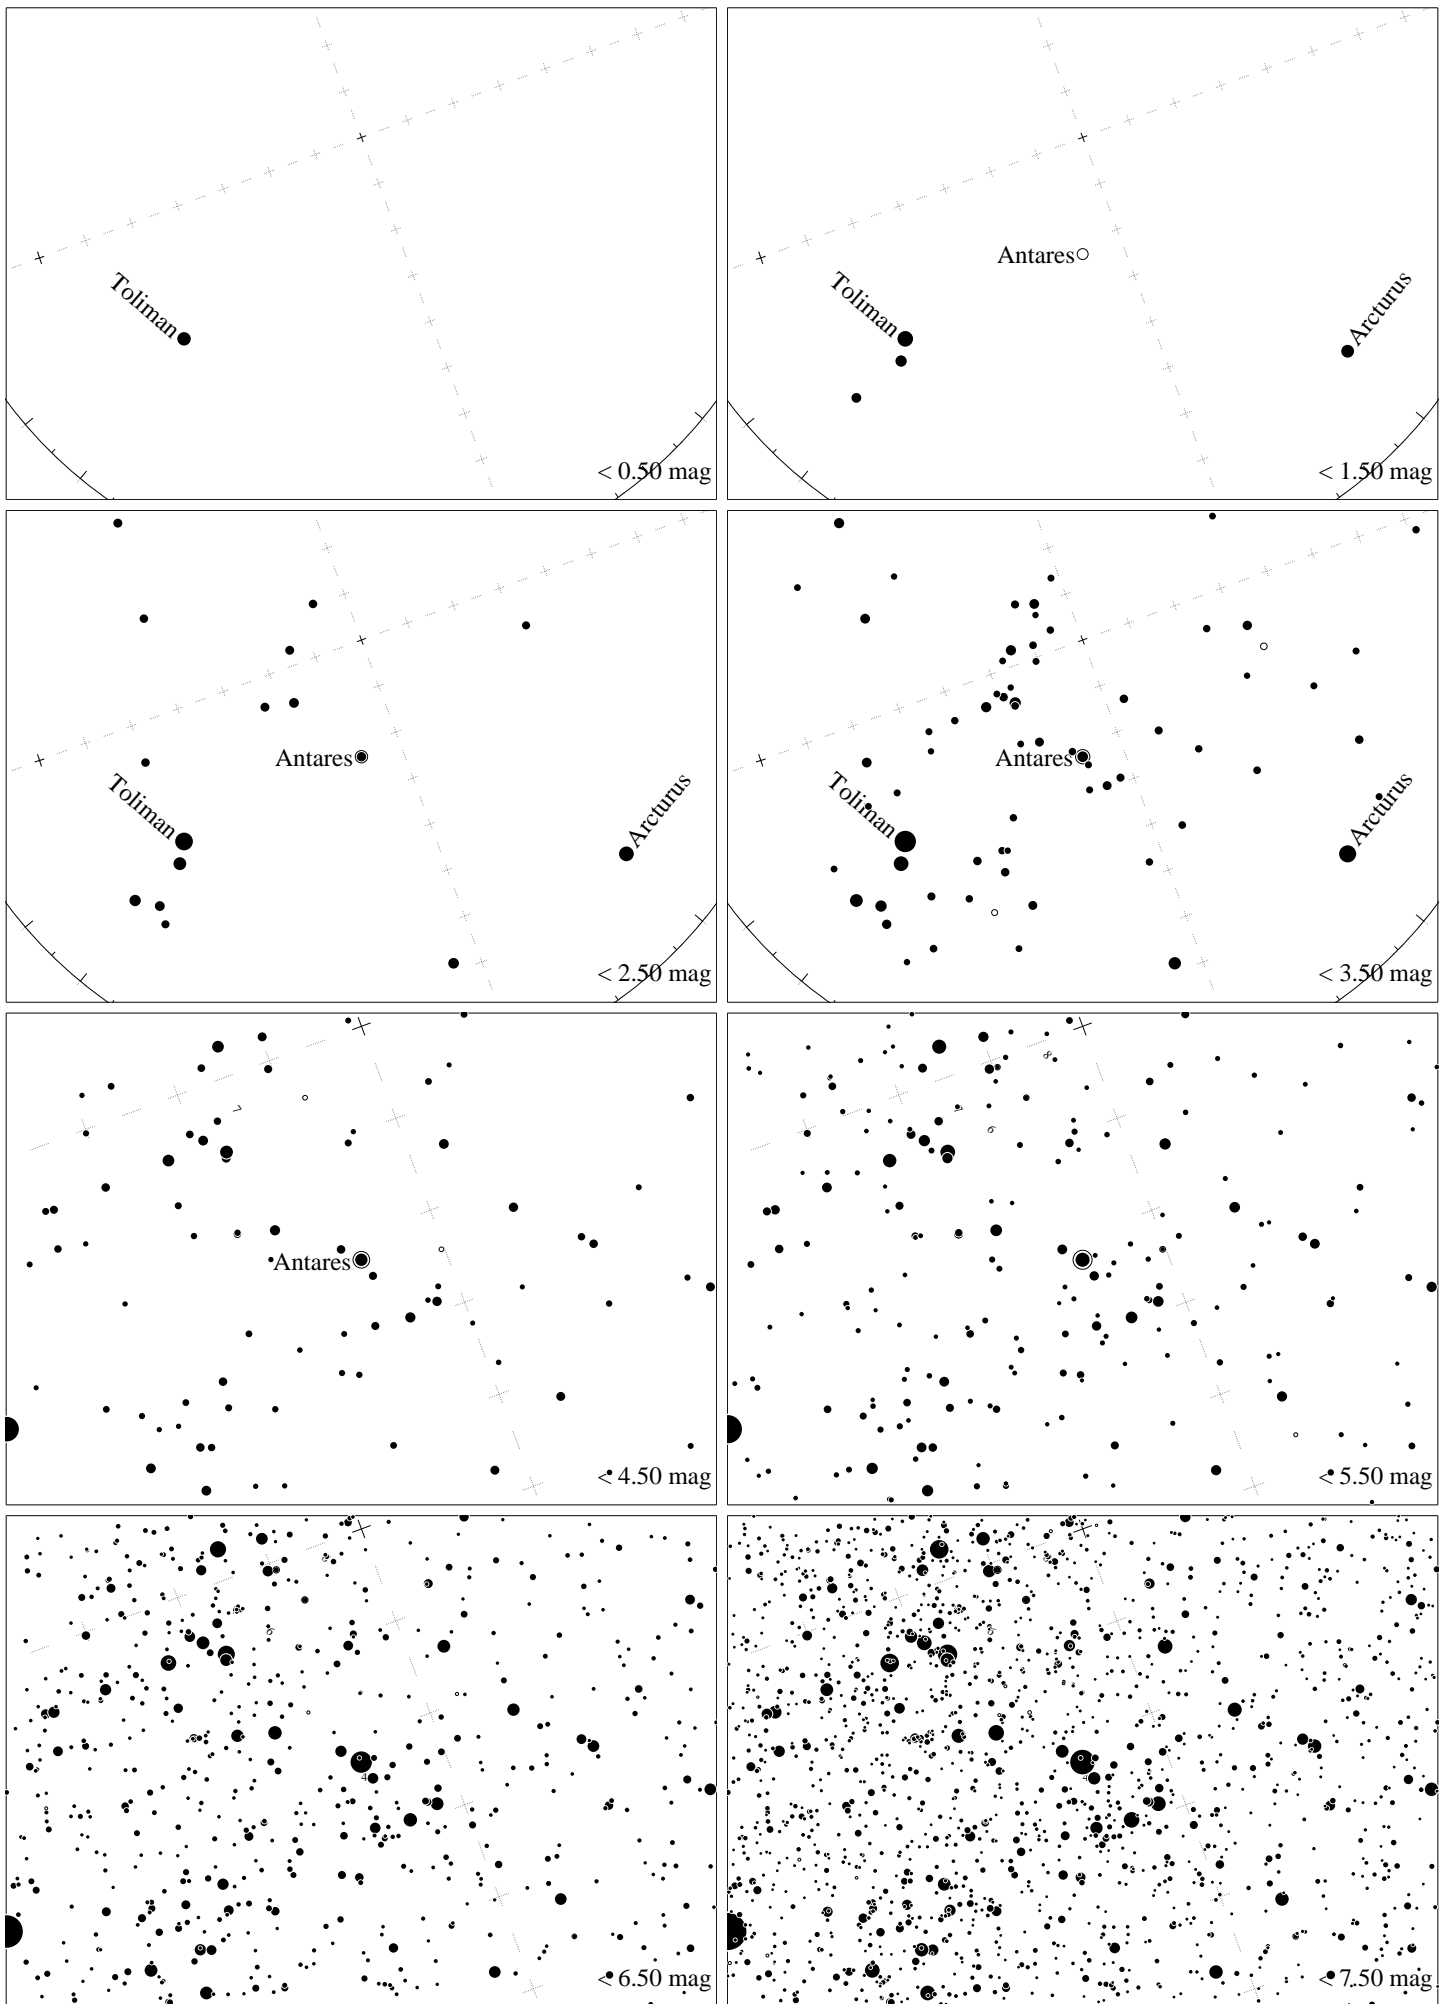 Toliman
< 0.50 mag
Antares
Toliman
Arcturus
< 1.50 mag
Antares
Toliman
Arcturus
< 2.50 mag
Antares
Toliman
Arcturus
< 3.50 mag
Antares
< 4.50 mag
< 5.50 mag
< 6.50 mag
< 7.50 mag